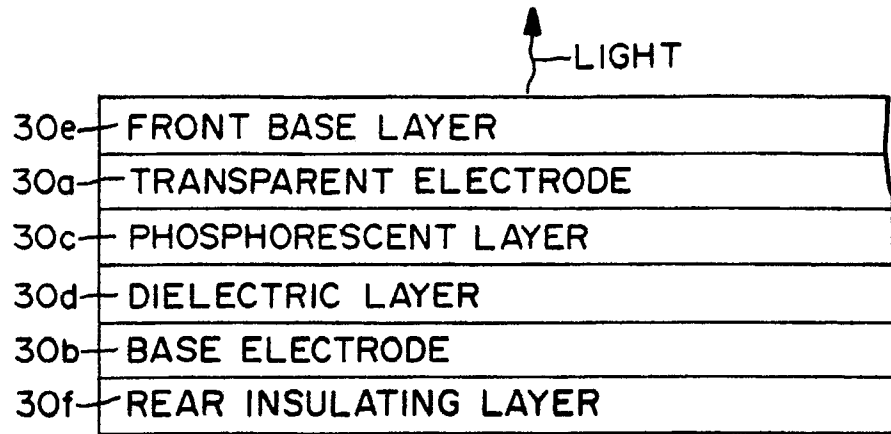 LIGHT
30e FRONT BASE LAYER
30a TRANSPARENT ELECTRODE
30c PHOSPHORESCENT LAYER
30d DIELECTRIC LAYER
30b BASE ELECTRODE
30f REAR INSULATING LAYER